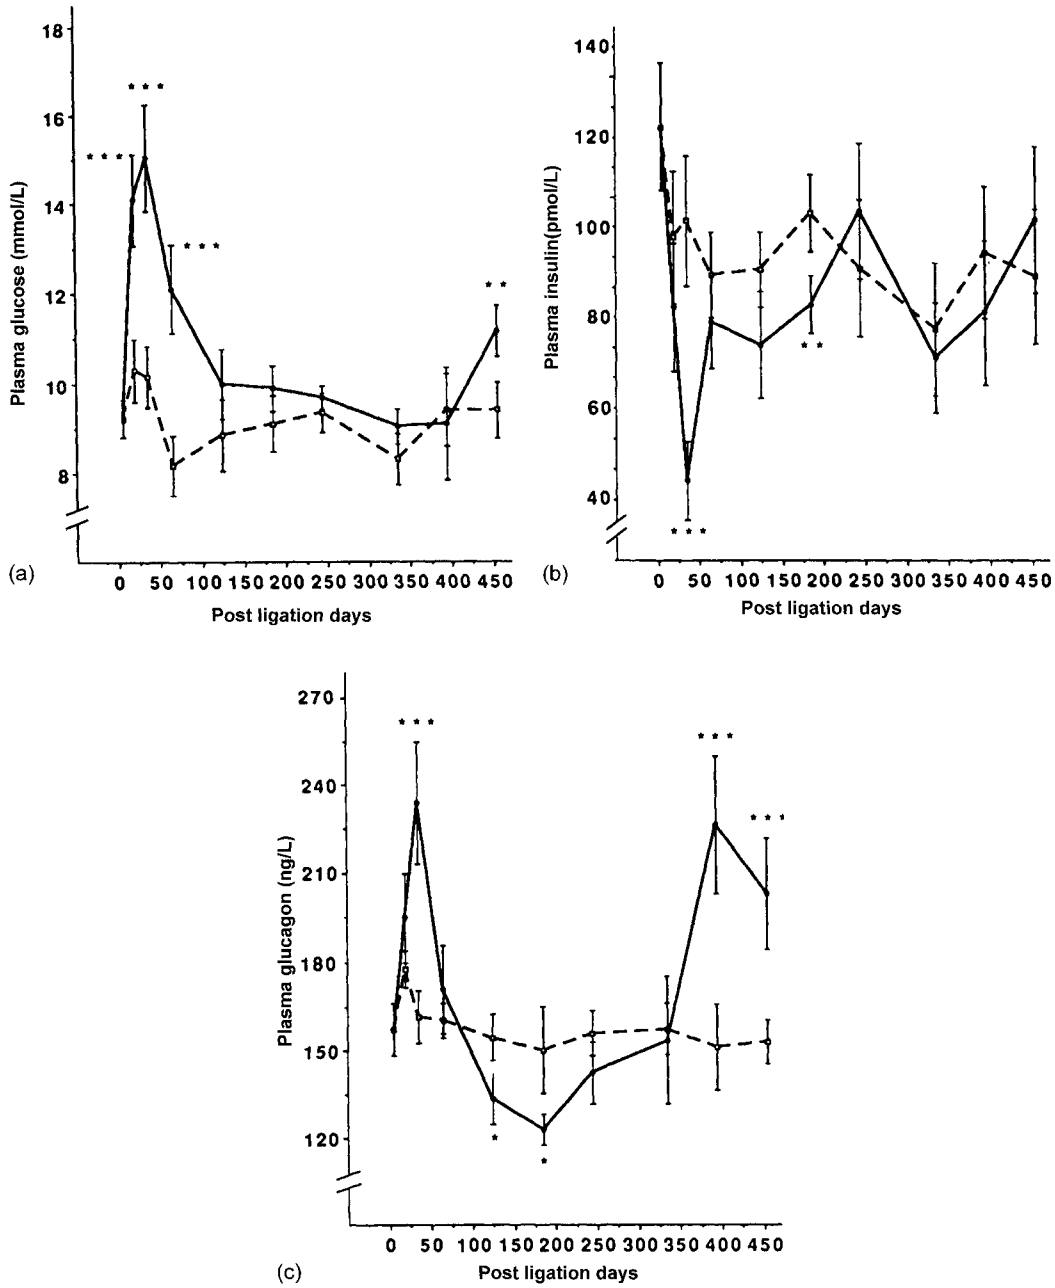 18
16
14
12
10
8
Plasma glucose (mmol/L)
* * *
* * *
* * *
* *
0 50 100 150 200 250 300 350 400 450
Post ligation days
(a)
140
120
100
80
60
40
Plasma insulin(pmol/L)
* *
* * *
0 50 100 150 200 250 300 350 400 450
Post ligation days
(b)
270
240
210
180
150
120
Plasma glucagon (ng/L)
* * *
* * *
* * *
*
*
0 50 100 150 200 250 300 350 400 450
Post ligation days
(c)